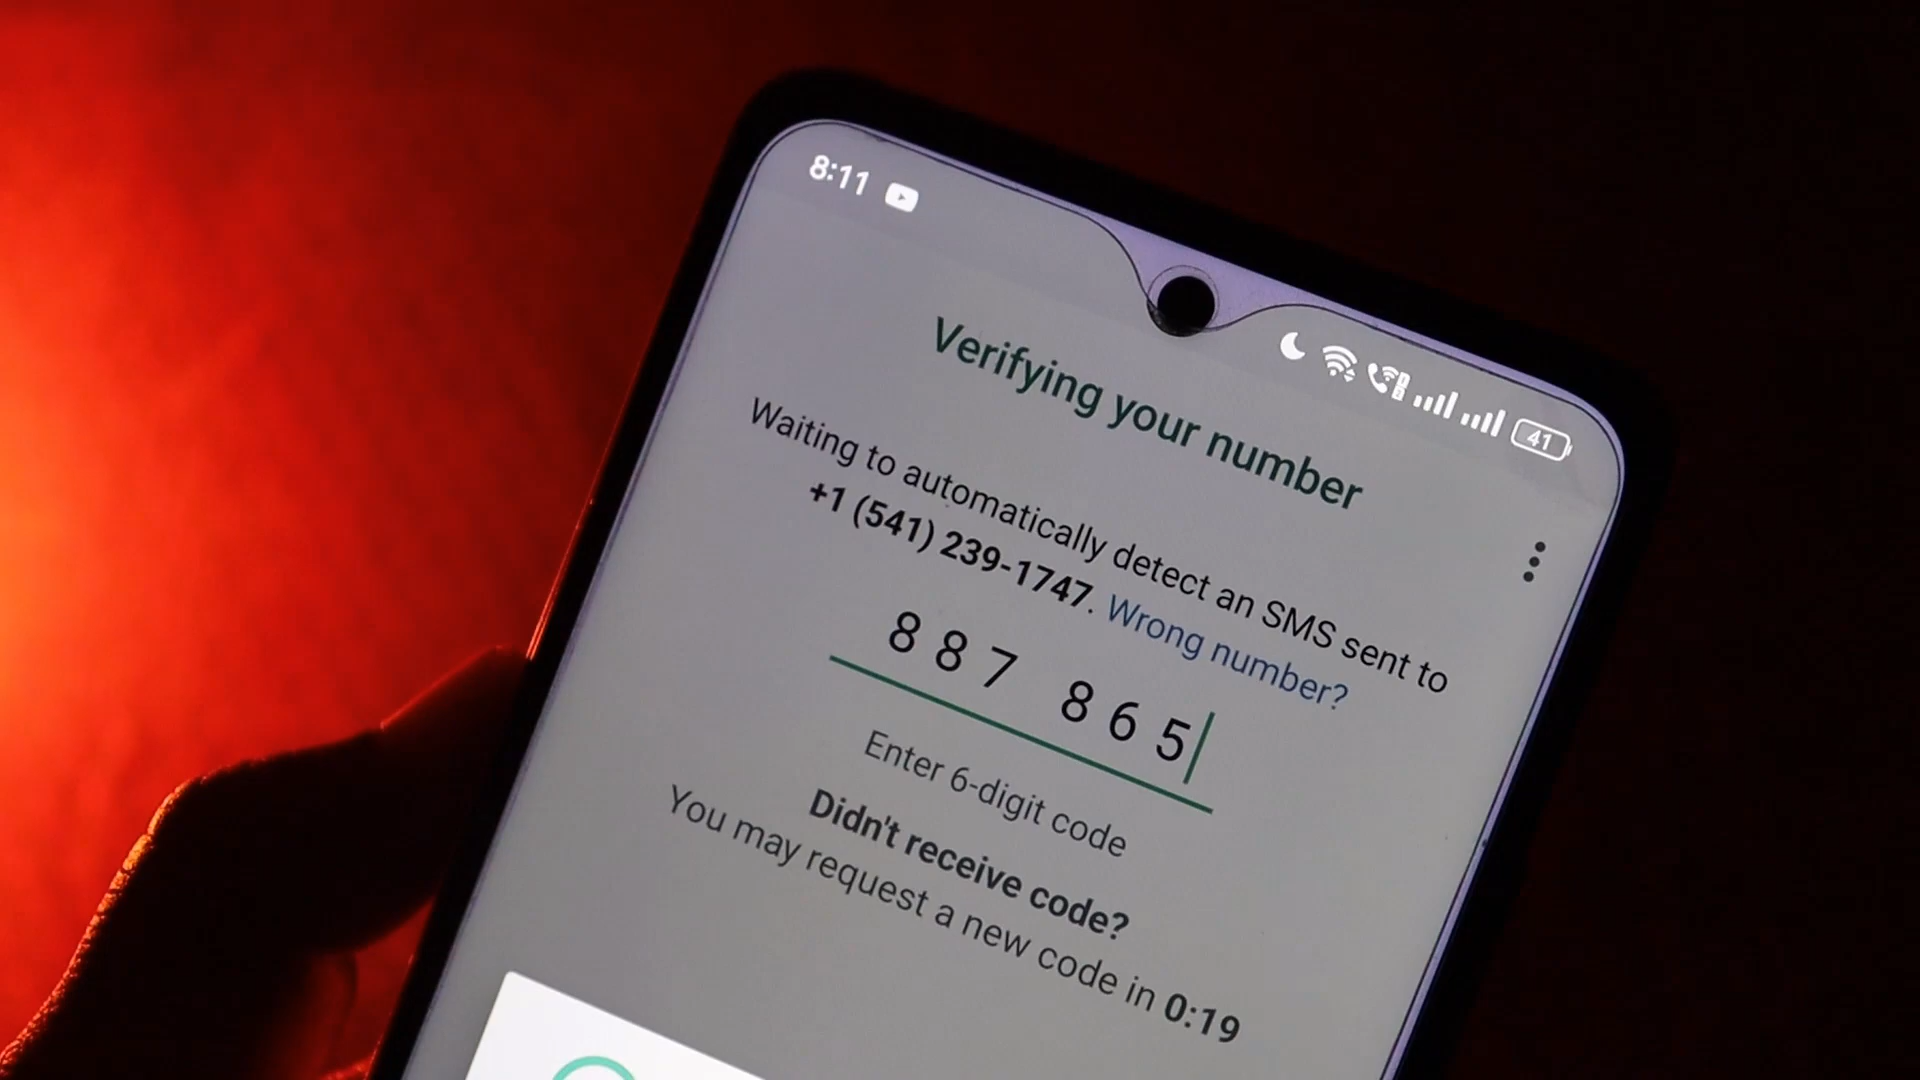 8:11
41
Verifying your number
Waiting to automatically detect an SMS sent to
+1 (541) 239-1747. Wrong number?
887 865
Enter 6-digit code
Didn't receive code?
You may request a new code in 0:19